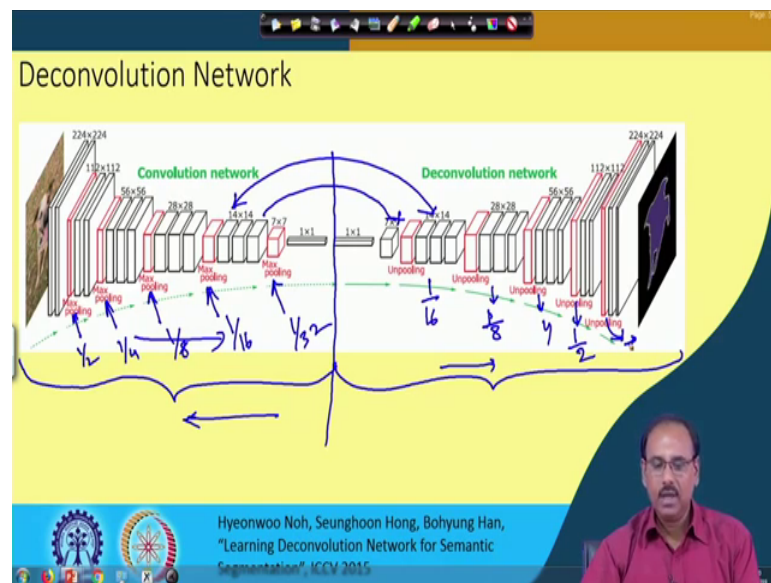 Page 5
Deconvolution Network
224×224
112×112
56×56
28×28
14×14
7×7
1×1
1×1
14×14
28×28
56×56
112×112
224×224
Convolution network
Deconvolution network
Max pooling
Max pooling
Max pooling
Max pooling
Max pooling
Unpooling
Unpooling
Unpooling
Unpooling
Unpooling
1/2
1/4
1/8
1/16
1/32
1/16
1/8
1/2
Hyeonwoo Noh, Seunghoon Hong, Bohyung Han,
"Learning Deconvolution Network for Semantic
Segmentation", ICCV 2015